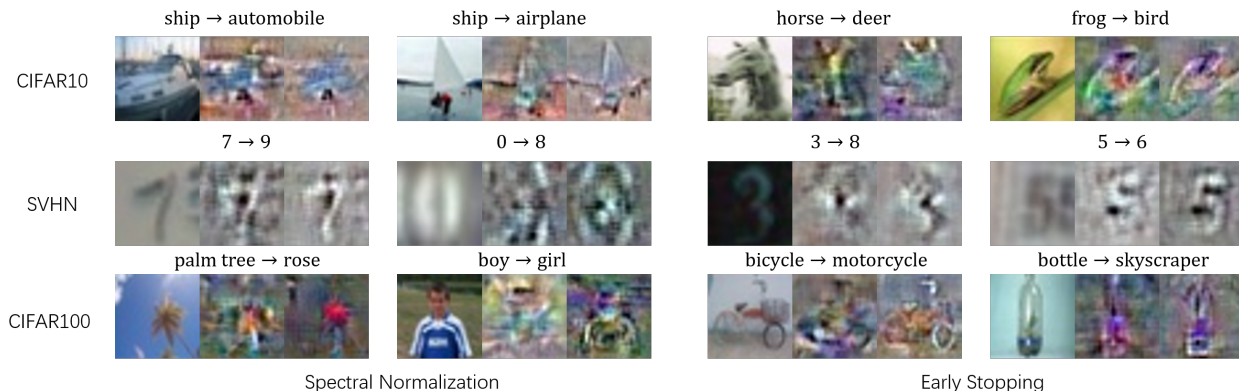 ship → automobile
ship → airplane
horse → deer
frog → bird
CIFAR10
7 → 9
0 → 8
3 → 8
5 → 6
SVHN
palm tree → rose
boy → girl
bicycle → motorcycle
bottle → skyscraper
CIFAR100
Spectral Normalization
Early Stopping